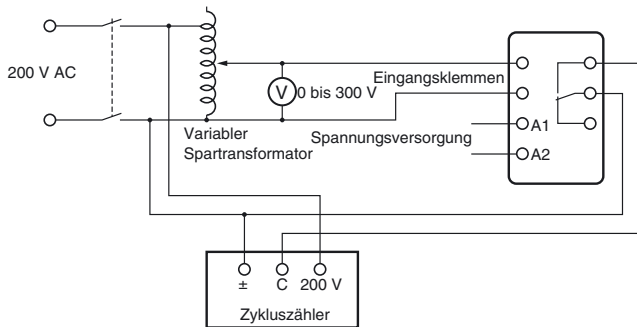 200 V AC
V
0 bis 300 V
Eingangsklemmen
Variabler
Spartransformator
Spannungsversorgung
A1
A2
± C 200 V
Zykluszähler